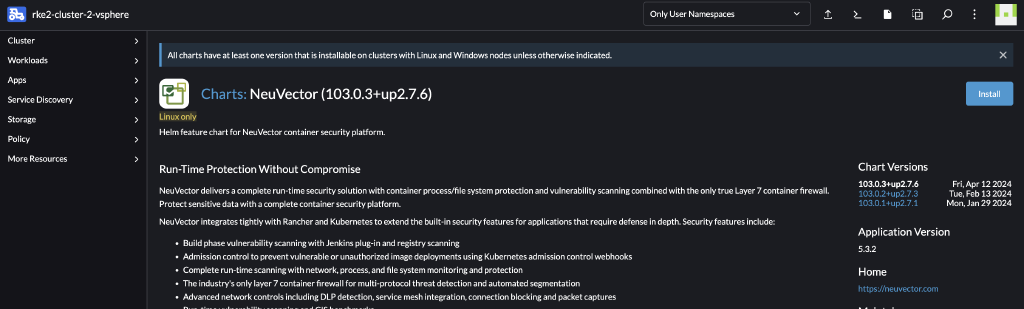 rke2-cluster-2-vsphere
Only User Namespaces
Cluster
Workloads
Apps
Service Discovery
Storage
Policy
More Resources
All charts have at least one version that is installable on clusters with Linux and Windows nodes unless otherwise indicated.
Charts: NeuVector (103.0.3+up2.7.6)
Install
Linux only
Helm feature chart for NeuVector container security platform.
Run-Time Protection Without Compromise
NeuVector delivers a complete run-time security solution with container process/file system protection and vulnerability scanning combined with the only true Layer 7 container firewall.
Protect sensitive data with a complete container security platform.
NeuVector integrates tightly with Rancher and Kubernetes to extend the built-in security features for applications that require defense in depth. Security features include:
• Build phase vulnerability scanning with Jenkins plug-in and registry scanning
• Admission control to prevent vulnerable or unauthorized image deployments using Kubernetes admission control webhooks
• Complete run-time scanning with network, process, and file system monitoring and protection
• The industry's only layer 7 container firewall for multi-protocol threat detection and automated segmentation
• Advanced network controls including DLP detection, service mesh integration, connection blocking and packet captures
Chart Versions
103.0.3+up2.7.6 Fri, Apr 12 2024
103.0.2+up2.7.3 Tue, Feb 13 2024
103.0.1+up2.7.1 Mon, Jan 29 2024
Application Version
5.3.2
Home
https://neuvector.com